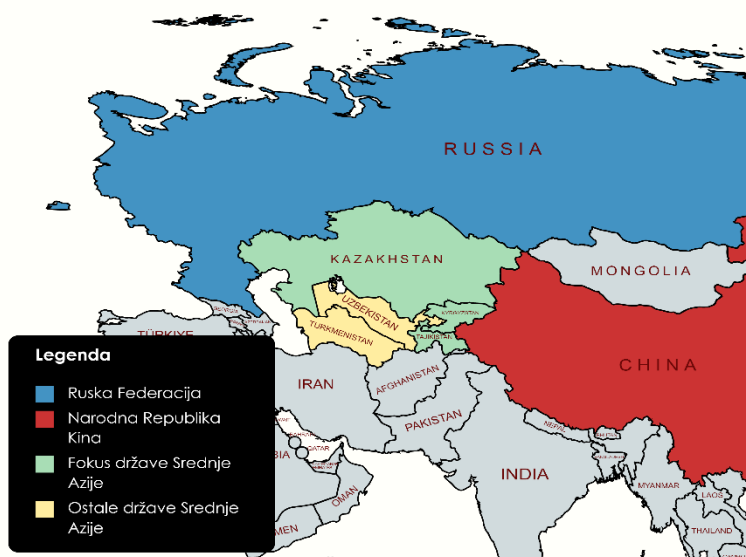 RUSSIA
KAZAKHSTAN
MONGOLIA
UZBEKISTAN
KYRGYZSTAN
TÜRKIYE
TURKMENISTAN
TAJIKISTAN
CHINA
IRAN
AFGHANISTAN
PAKISTAN
NEPAL
QATAR
INDIA
OMAN
MYANMAR
LAOS
THAILAND
Legenda
Ruska Federacija
Narodna Republika
Kina
Fokus države Srednje
Azije
Ostale države Srednje
Azije